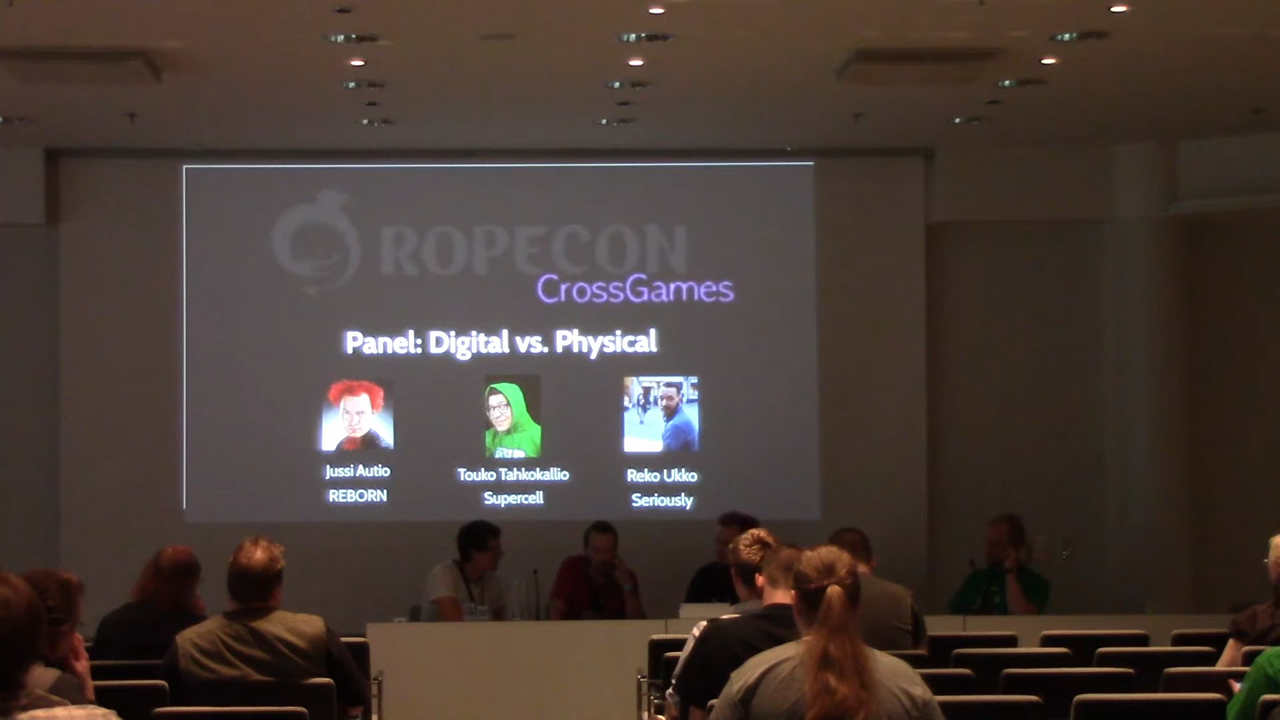 ROPECON
CrossGames
Panel: Digital vs. Physical
Jussi Autio
REBORN
Touko Tahkokallio
Supercell
Reko Ukko
Seriously